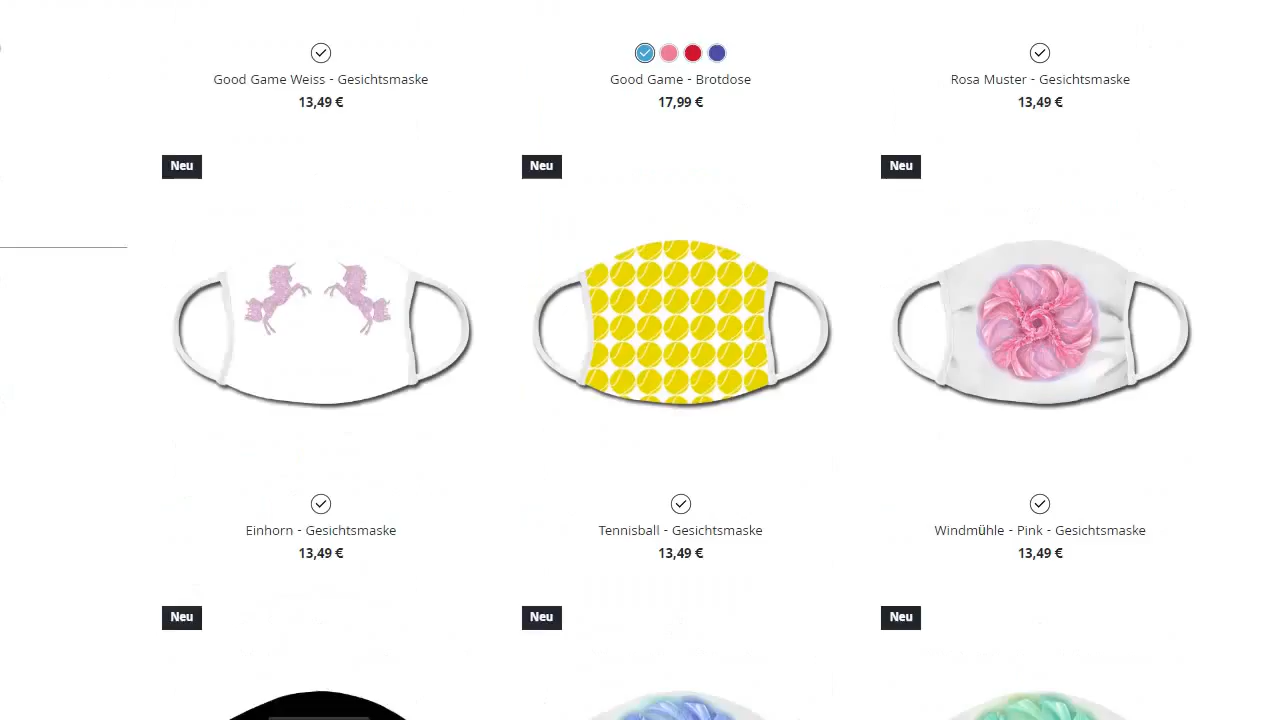 Good Game Weiss - Gesichtsmaske
13,49 €
Good Game - Brotdose
17,99 €
Rosa Muster - Gesichtsmaske
13,49 €
Neu
Neu
Neu
Einhorn - Gesichtsmaske
13,49 €
Tennisball - Gesichtsmaske
13,49 €
Windmühle - Pink - Gesichtsmaske
13,49 €
Neu
Neu
Neu